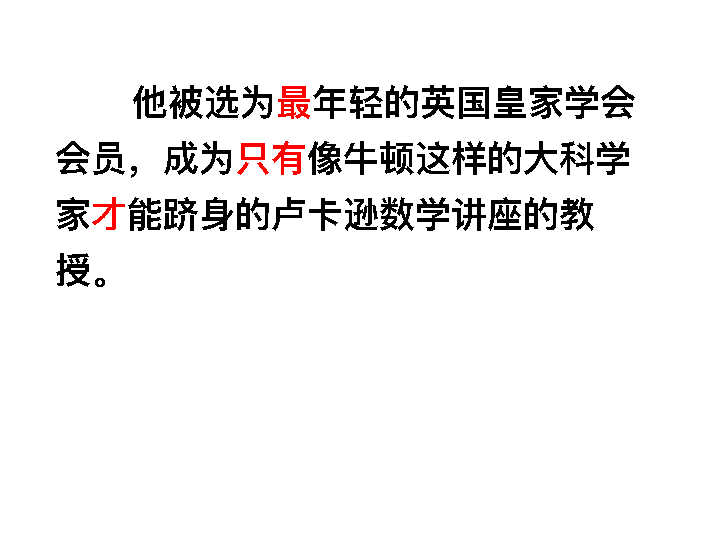 他被选为最年轻的英国皇家学会
会员，成为只有像牛顿这样的大科学
家才能跻身的卢卡逊数学讲座的教
授。